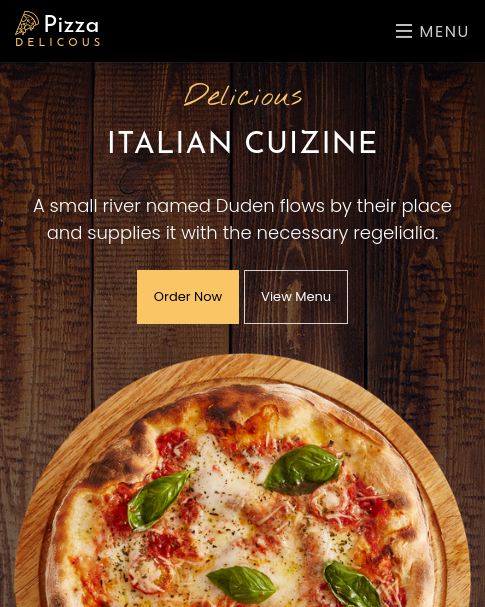 Pizza
DELICOUS
MENU
Delicious
ITALIAN CUIZINE
A small river named Duden flows by their place
and supplies it with the necessary regelialia.
Order Now
View Menu